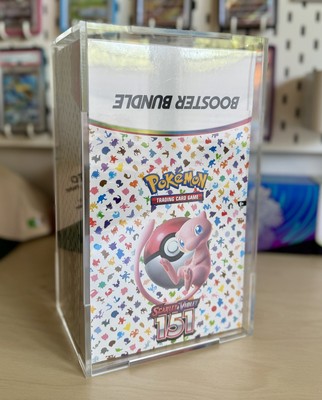 BOOSTER BUNDLE
POKÉMON
TRADING CARD GAME
SCARLET & VIOLET
151